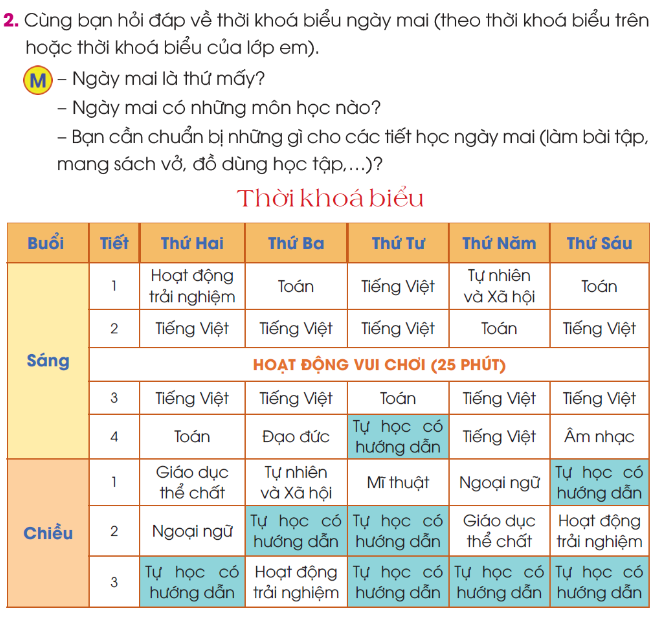 2. Cùng bạn hỏi đáp về thời khoá biểu ngày mai (theo thời khoá biểu trên
hoặc thời khoá biểu của lớp em).
M – Ngày mai là thứ mấy?
– Ngày mai có những môn học nào?
– Bạn cần chuẩn bị những gì cho các tiết học ngày mai (làm bài tập,
mang sách vở, đồ dùng học tập,...)?
Thời khoá biểu
Buổi Tiết Thứ Hai Thứ Ba Thứ Tư Thứ Năm Thứ Sáu
Sáng
1 Hoạt động trải nghiệm Toán Tiếng Việt Tự nhiên và Xã hội Toán
2 Tiếng Việt Tiếng Việt Tiếng Việt Toán Tiếng Việt
HOẠT ĐỘNG VUI CHƠI (25 PHÚT)
3 Tiếng Việt Tiếng Việt Toán Tiếng Việt Tiếng Việt
4 Toán Đạo đức Tự học có hướng dẫn Tiếng Việt Âm nhạc
Chiều
1 Giáo dục thể chất Tự nhiên và Xã hội Mĩ thuật Ngoại ngữ Tự học có hướng dẫn
2 Ngoại ngữ Tự học có hướng dẫn Tự học có hướng dẫn Giáo dục thể chất Hoạt động trải nghiệm
3 Tự học có hướng dẫn Hoạt động trải nghiệm Tự học có hướng dẫn Tự học có hướng dẫn Tự học có hướng dẫn